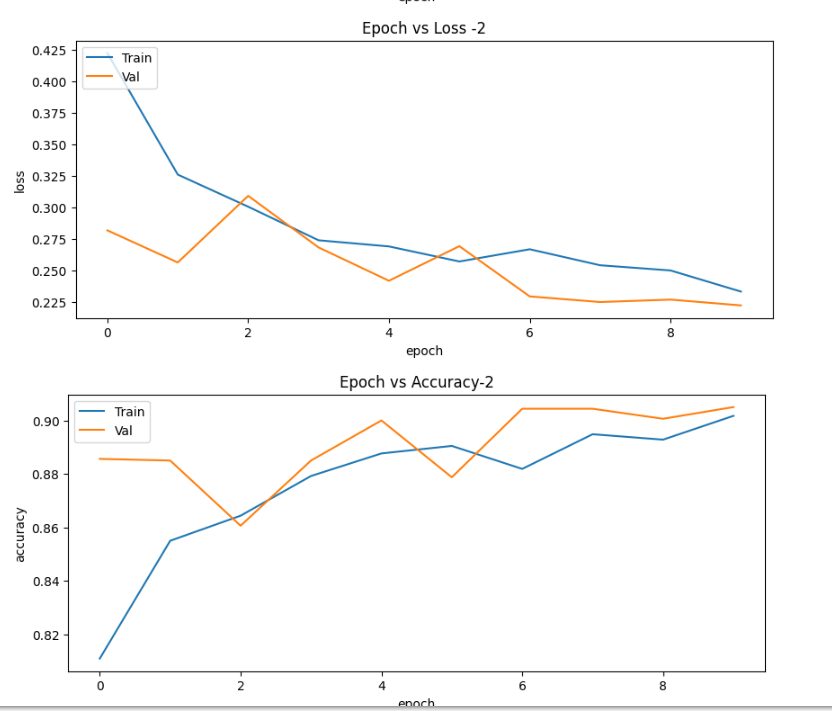 epoch
Epoch vs Loss -2
0.425
0.400
0.375
0.350
0.325
0.300
0.275
0.250
0.225
loss
Train
Val
0 2 4 6 8
epoch
Epoch vs Accuracy-2
0.90
0.88
0.86
0.84
0.82
accuracy
Train
Val
0 2 4 6 8
epoch